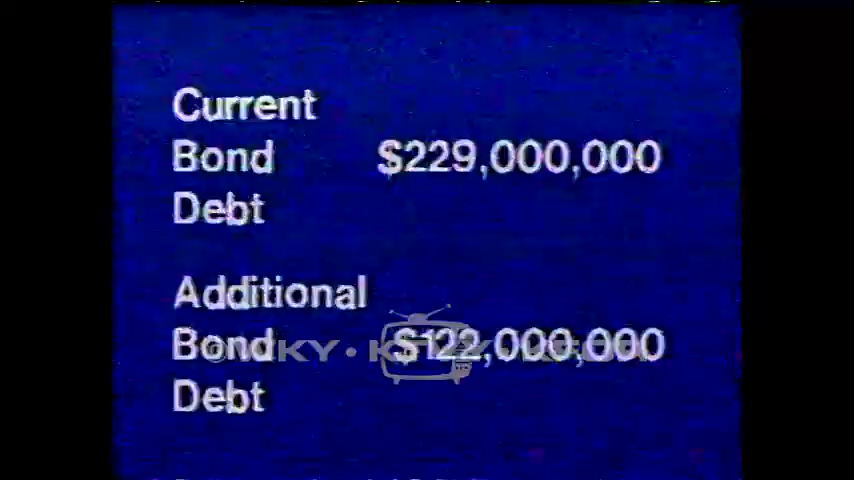 Current
Bond $229,000,000
Debt
Additional
Bond $122,000,000
Debt